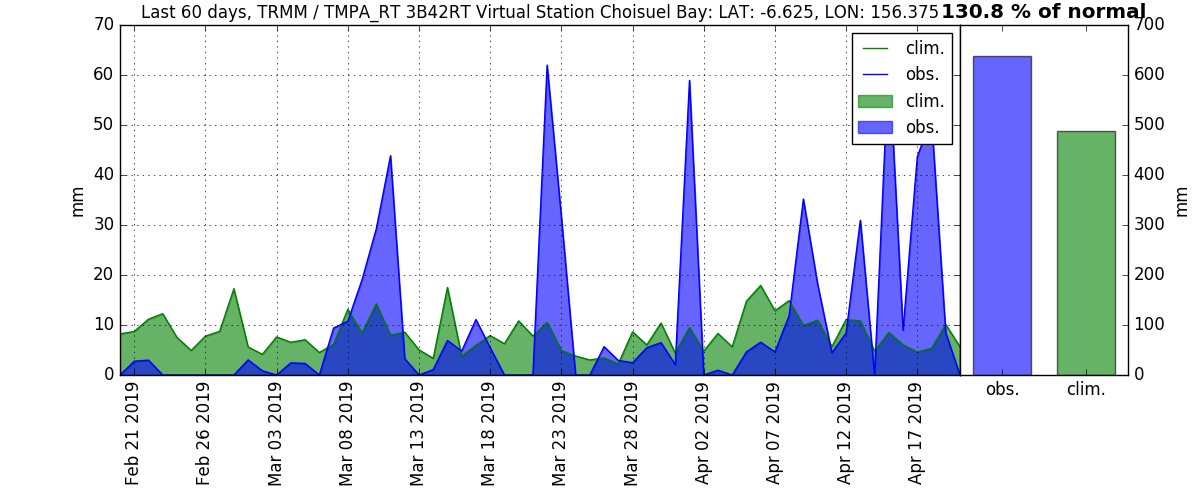 Last 60 days, TRMM / TMPA_RT 3B42RT Virtual Station Choisuel Bay: LAT: -6.625, LON: 156.375
130.8 % of normal
70
60
50
40
30
20
10
0
mm
clim.
obs.
clim.
obs.
Feb 21 2019
Feb 26 2019
Mar 03 2019
Mar 08 2019
Mar 13 2019
Mar 18 2019
Mar 23 2019
Mar 28 2019
Apr 02 2019
Apr 07 2019
Apr 12 2019
Apr 17 2019
700
600
500
400
300
200
100
0
mm
obs.
clim.